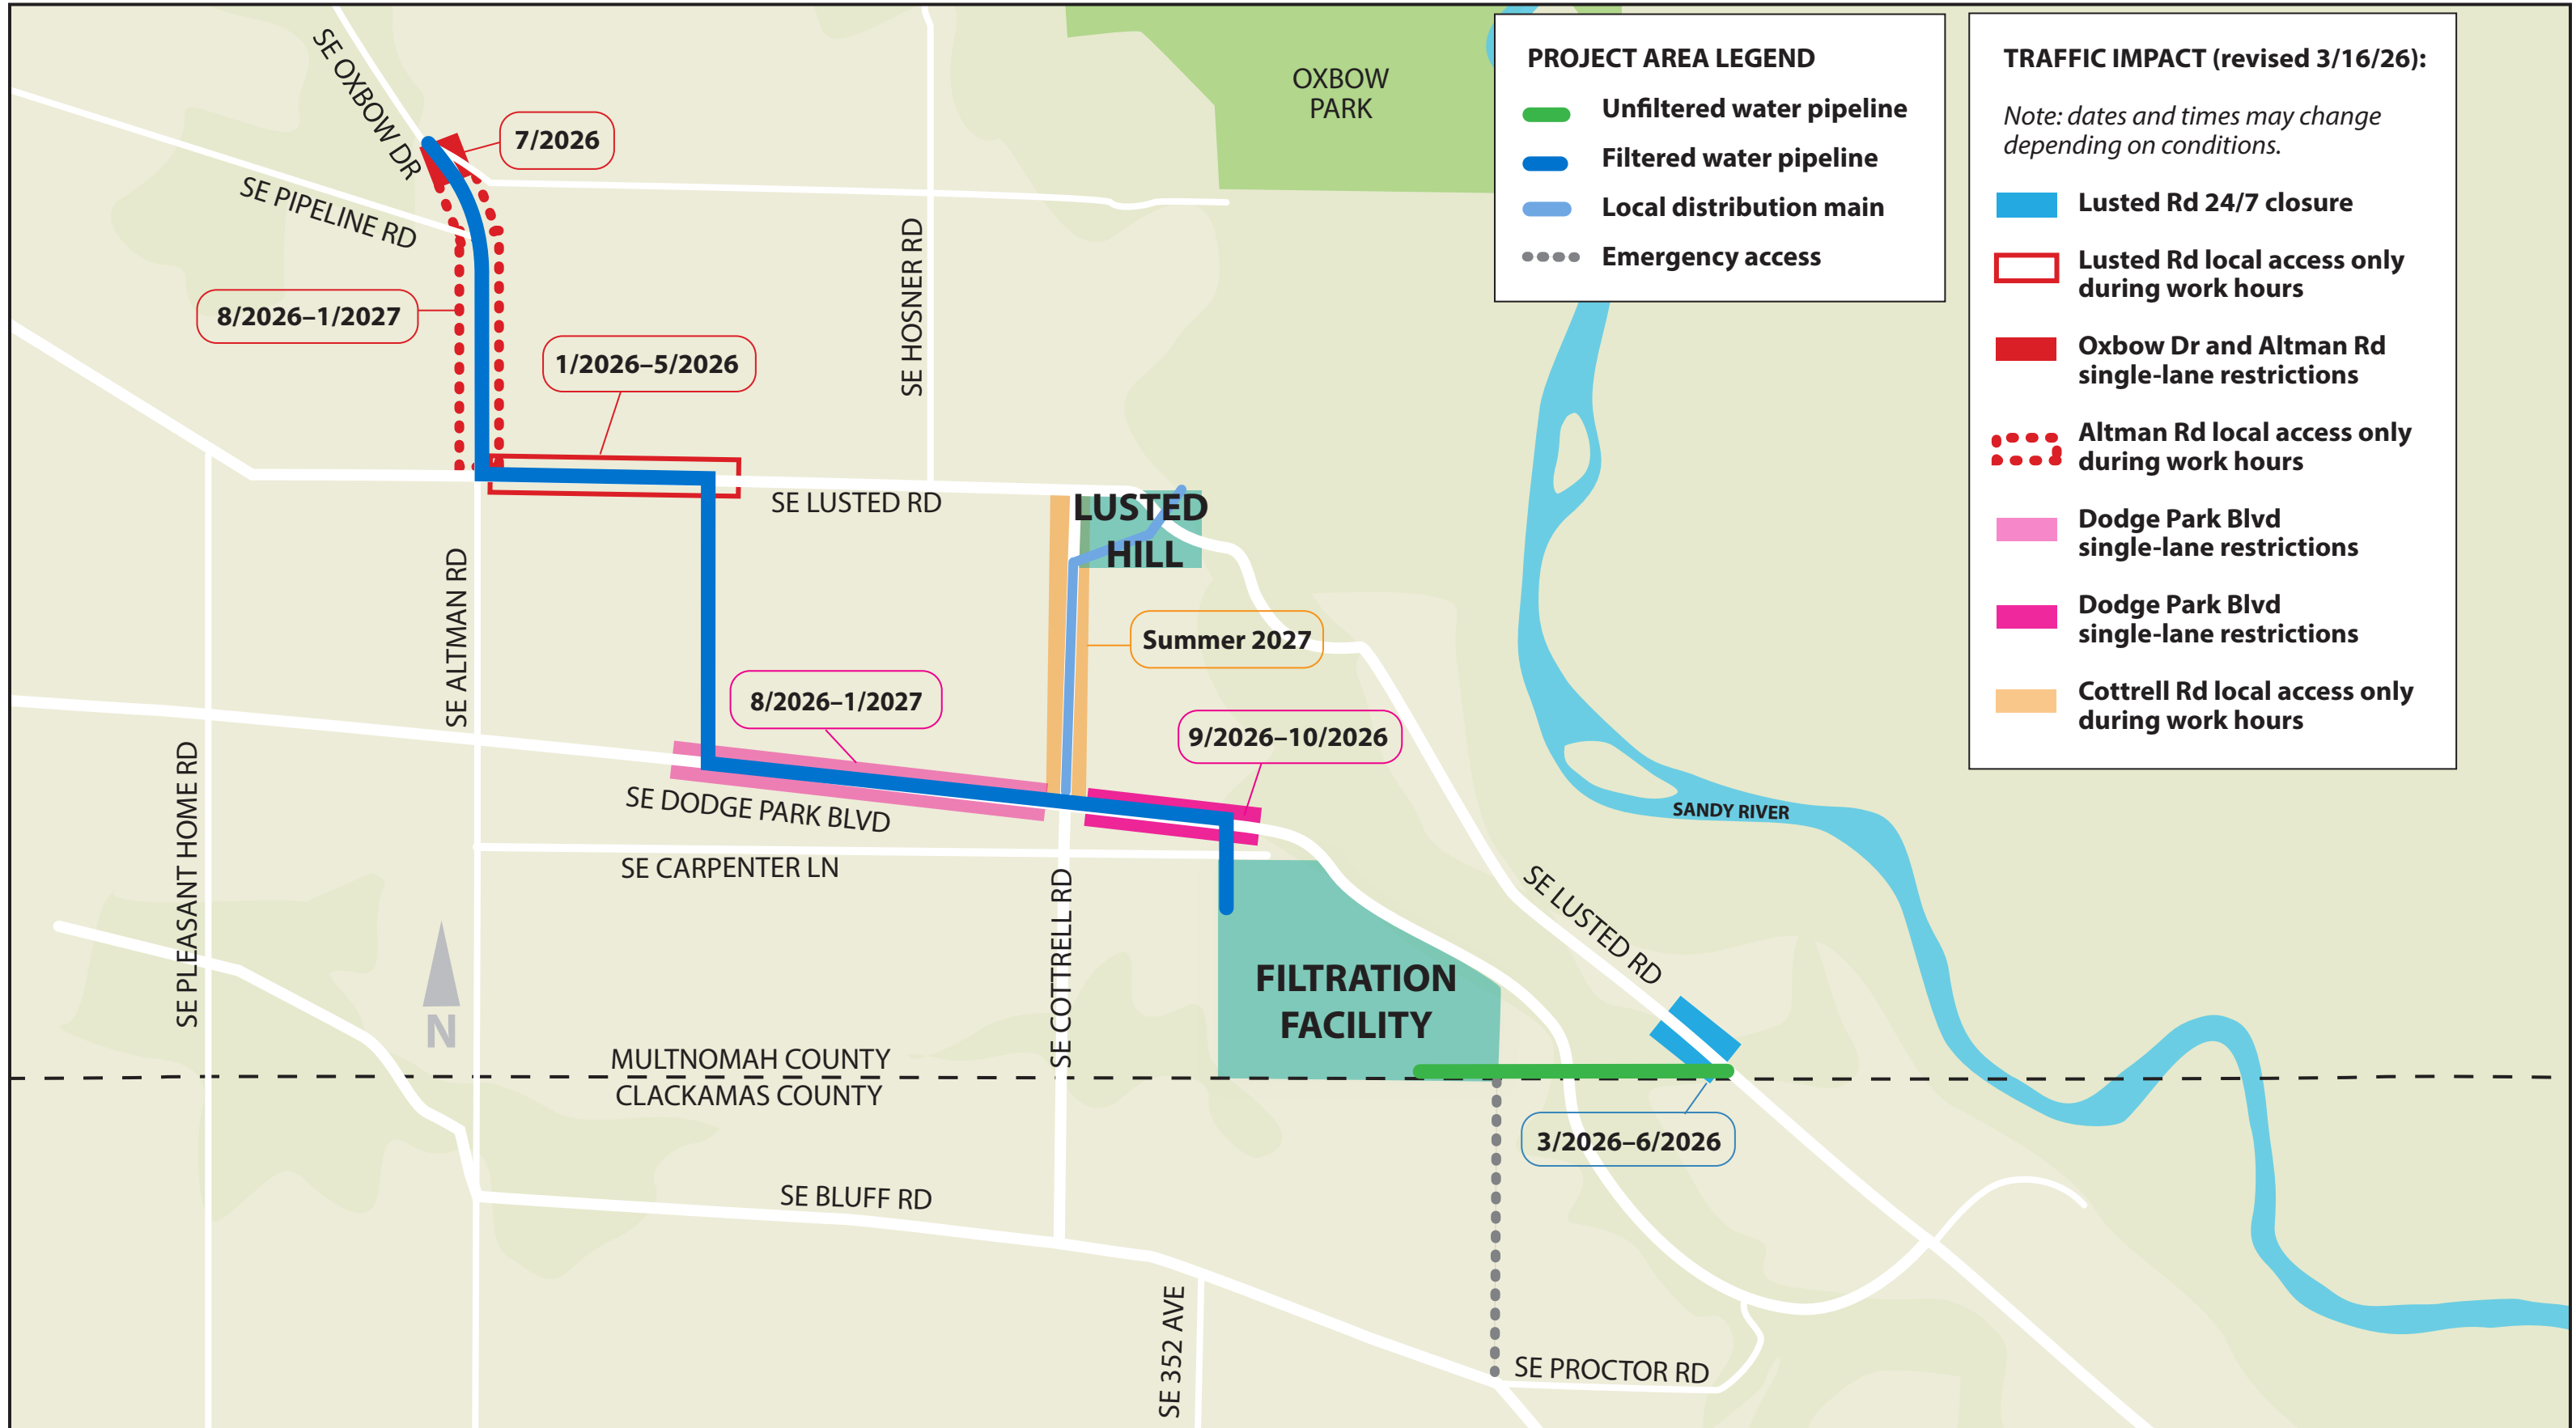 SE OXBOW DR
7/2026
SE PIPELINE RD
8/2026–1/2027
1/2026–5/2026
SE HOSNER RD
OXBOW
PARK
SE LUSTED RD
LUSTED
HILL
SE ALTMAN RD
Summer 2027
8/2026–1/2027
9/2026–10/2026
SE DODGE PARK BLVD
SE CARPENTER LN
SE PLEASANT HOME RD
SE COTTRELL RD
N
FILTRATION
FACILITY
SE LUSTED RD
SANDY RIVER
MULTNOMAH COUNTY
CLACKAMAS COUNTY
3/2026–6/2026
SE BLUFF RD
SE 352 AVE
SE PROCTOR RD
PROJECT AREA LEGEND
Unfiltered water pipeline
Filtered water pipeline
Local distribution main
Emergency access
TRAFFIC IMPACT (revised 3/16/26):
Note: dates and times may change
depending on conditions.
Lusted Rd 24/7 closure
Lusted Rd local access only
during work hours
Oxbow Dr and Altman Rd
single-lane restrictions
Altman Rd local access only
during work hours
Dodge Park Blvd
single-lane restrictions
Dodge Park Blvd
single-lane restrictions
Cottrell Rd local access only
during work hours